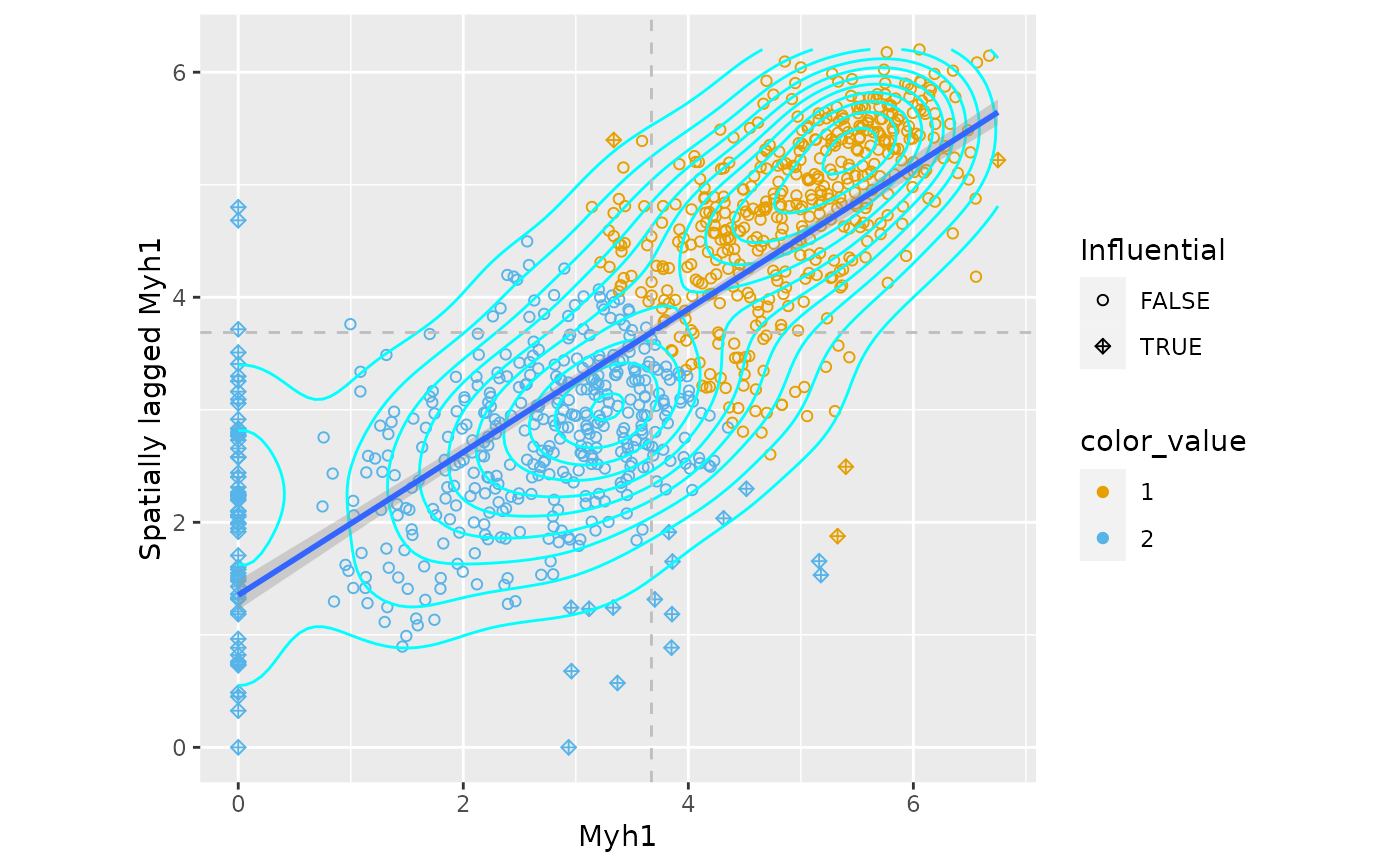 Spatially lagged Myh1
6
4
2
0
0 2 4 6
Myh1
Influential
FALSE
TRUE
color_value
1
2